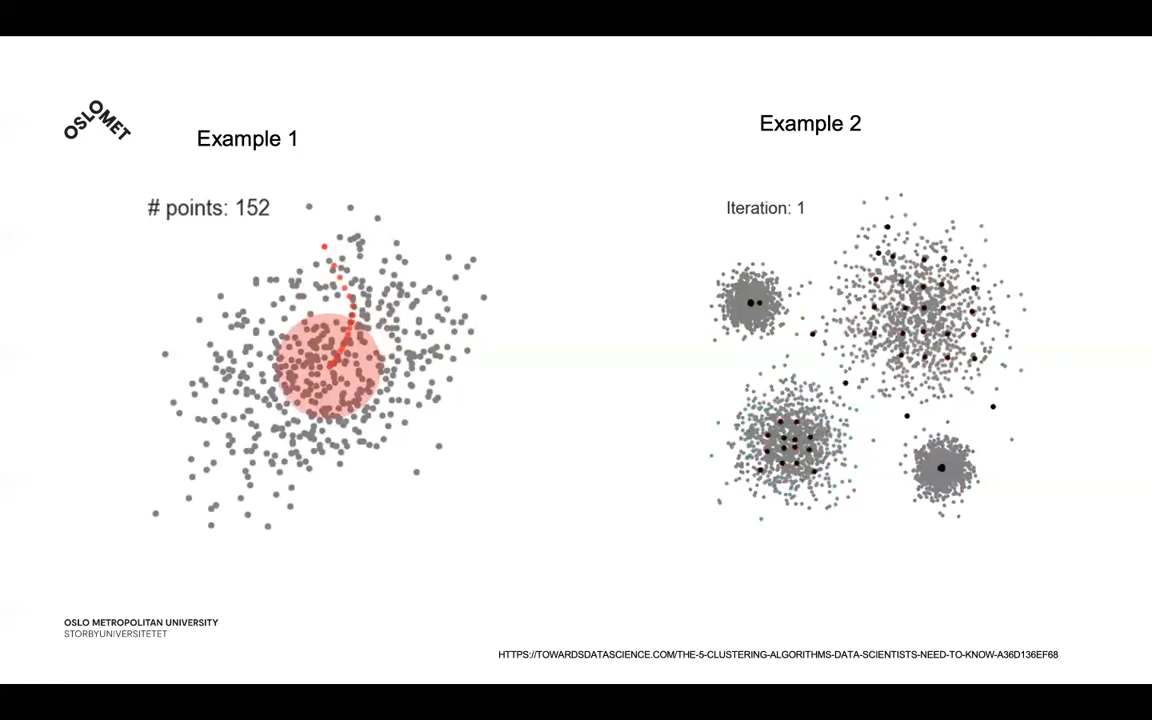 OSLOMET
Example 1
Example 2
# points: 152
Iteration: 1
OSLO METROPOLITAN UNIVERSITY
STORBYUNIVERSITETET
HTTPS://TOWARDSDATASCIENCE.COM/THE-5-CLUSTERING-ALGORITHMS-DATA-SCIENTISTS-NEED-TO-KNOW-A36D136EF68